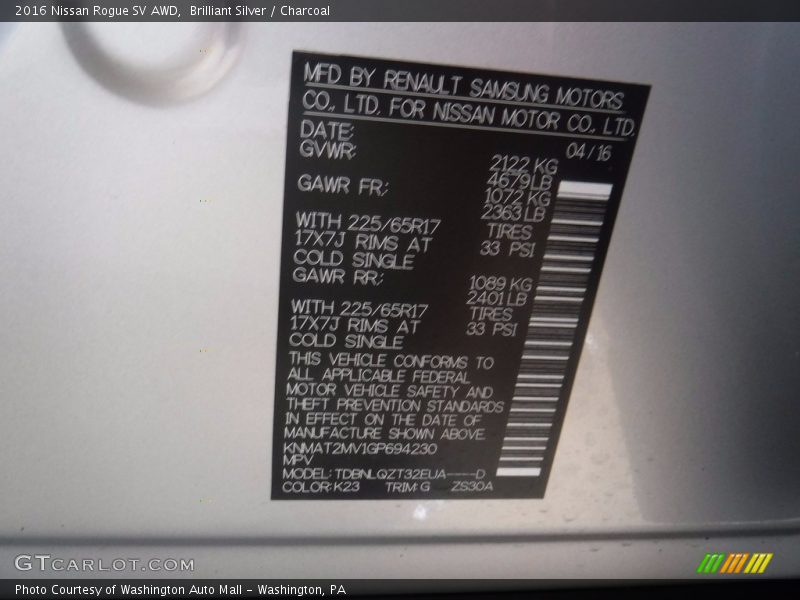 2016 Nissan Rogue SV AWD,  Brilliant Silver / Charcoal
MFD BY RENAULT SAMSUNG MOTORS
CO., LTD. FOR NISSAN MOTOR CO., LTD.
DATE: 04/16
GVWR: 2122 KG
4679 LB
GAWR FR: 1072 KG
2363 LB
WITH 225/65R17 TIRES
17X7J RIMS AT 33 PSI
COLD SINGLE
GAWR RR: 1089 KG
2401 LB
WITH 225/65R17 TIRES
17X7J RIMS AT 33 PSI
COLD SINGLE
THIS VEHICLE CONFORMS TO
ALL APPLICABLE FEDERAL
MOTOR VEHICLE SAFETY AND
THEFT PREVENTION STANDARDS
IN EFFECT ON THE DATE OF
MANUFACTURE SHOWN ABOVE
KNMAT2MV1GP694230
MPV
MODEL: TDBNLQZT32EUA----D
COLOR: K23 TRIM: G ZS30A
GTCARLOT.COM
Photo Courtesy of Washington Auto Mall – Washington, PA